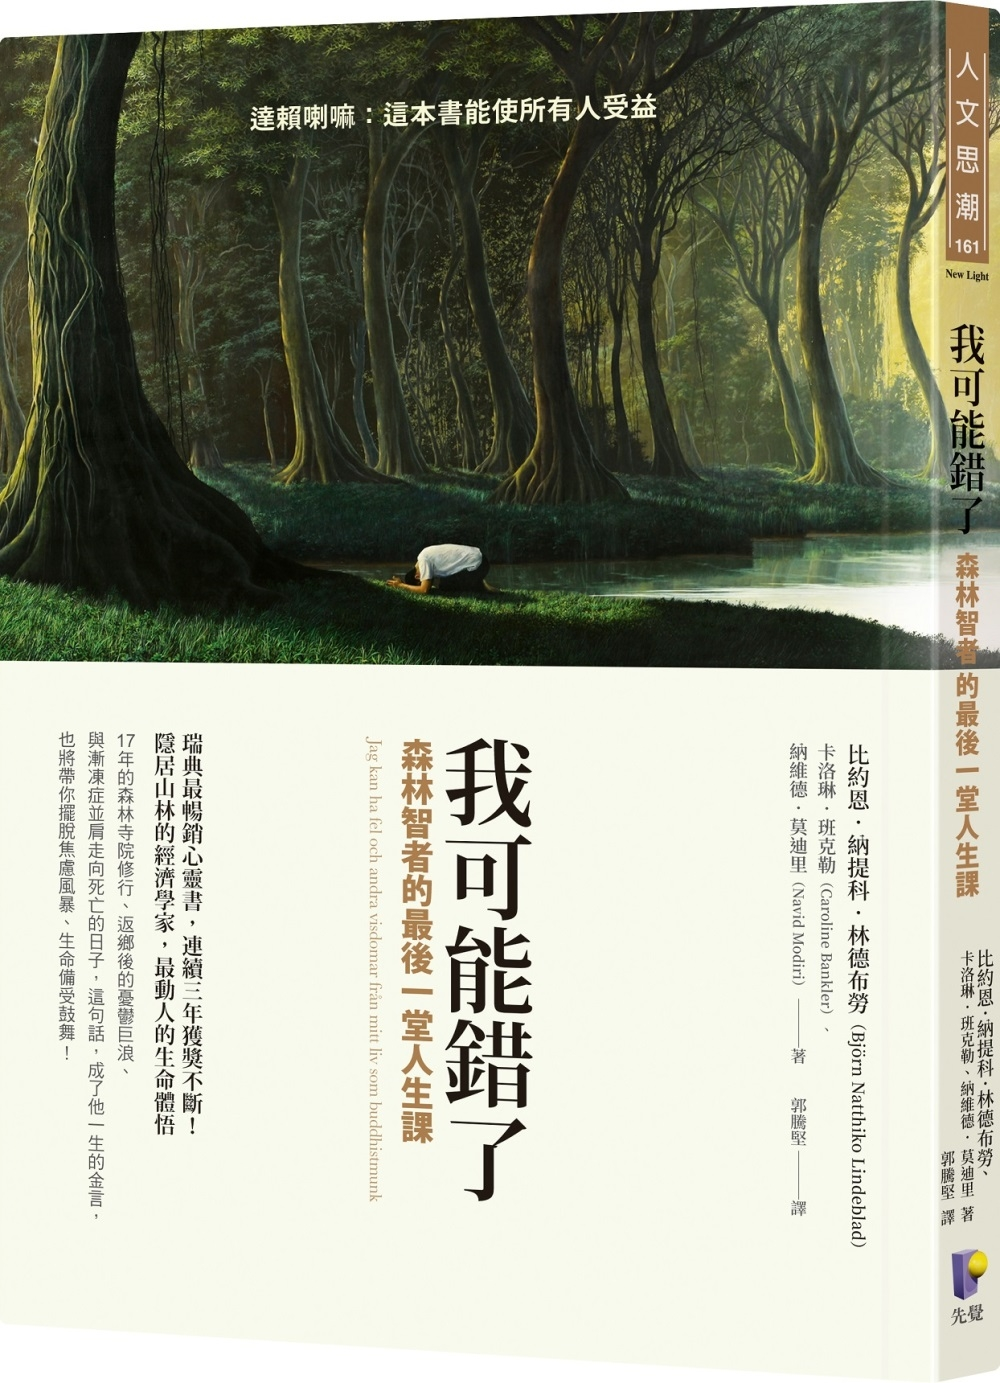 達賴喇嘛：這本書能使所有人受益
比約恩．納提科．林德布勞（Björn Natthiko Lindeblad）
卡洛琳．班克勒（Caroline Bankler）、
納維德．莫迪里（Navid Modiri）——著　郭騰堅——譯
我可能錯了
森林智者的最後一堂人生課
Jag kan ha fel och andra visdomar från mitt liv som buddhistmunk
瑞典最暢銷心靈書，連續三年獲獎不斷！
隱居山林的經濟學家，最動人的生命體悟
17年的森林寺院修行、返鄉後的憂鬱巨浪、
與漸凍症並肩走向死亡的日子，這句話，成了他一生的金言，
也將帶你擺脫焦慮風暴、生命備受鼓舞！
人文思潮
161
New Light
我可能錯了
森林智者的最後一堂人生課
比約恩．納提科．林德布勞、
卡洛琳．班克勒、納維德．莫迪里 著
郭騰堅 譯
先覺